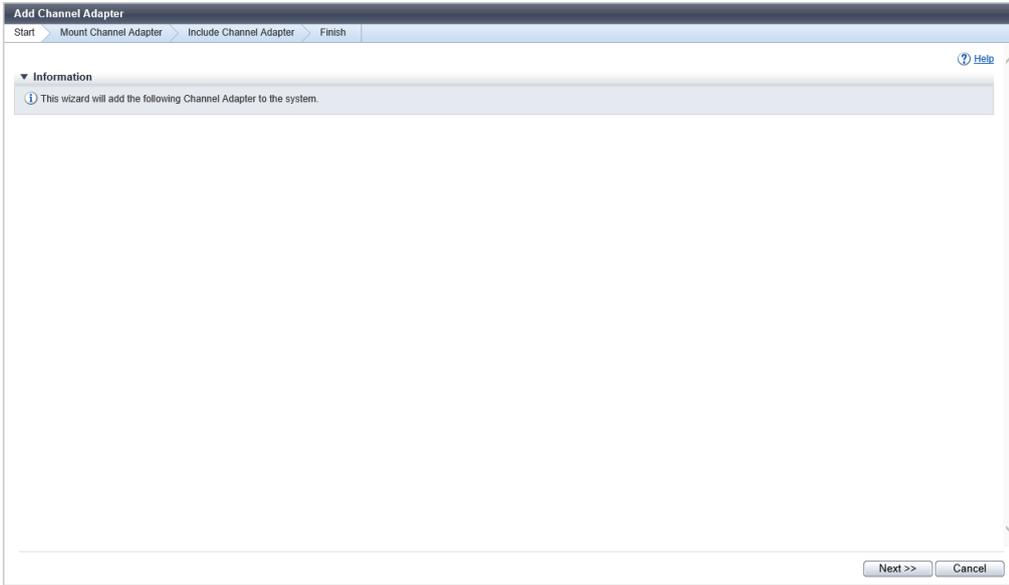 Add Channel Adapter
Start Mount Channel Adapter Include Channel Adapter Finish
Help
Information
This wizard will add the following Channel Adapter to the system.
Next >> Cancel